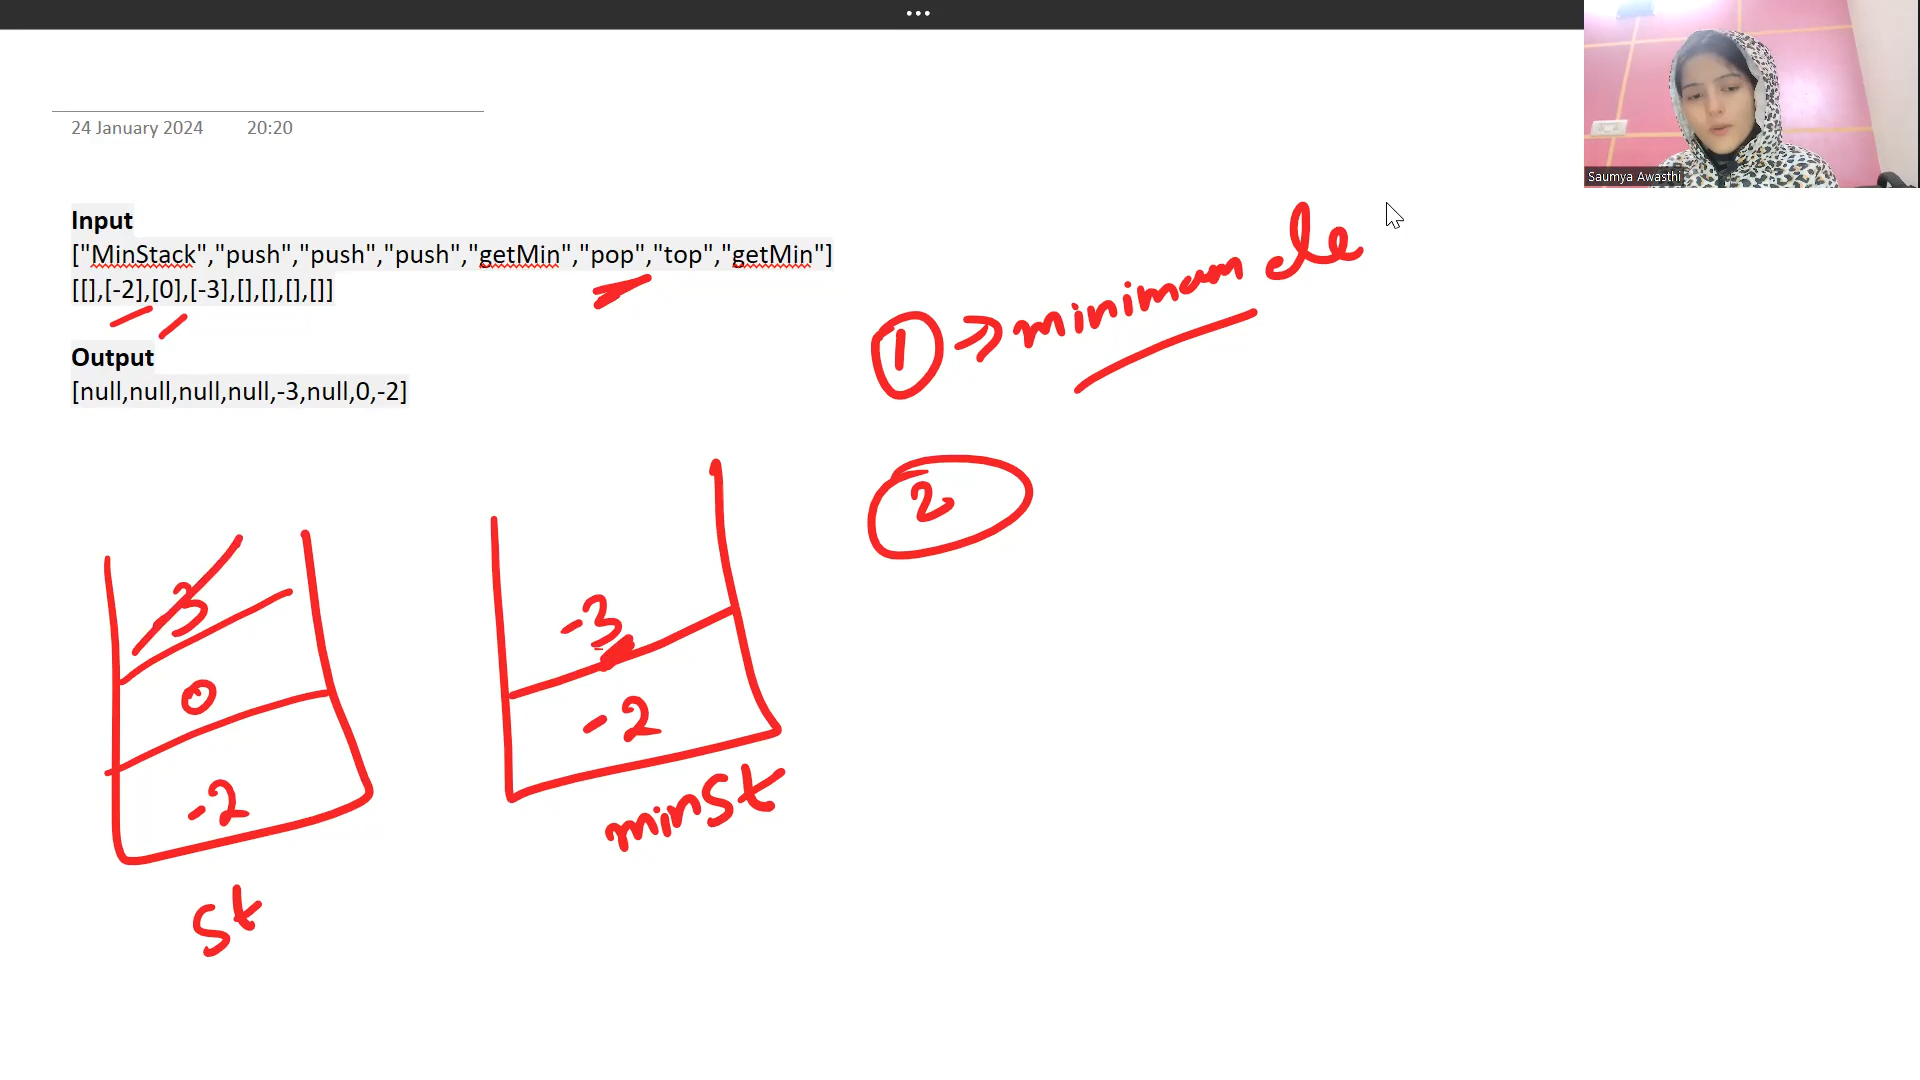 •••
Saumya Awasthi
24 January 2024 20:20
Input
["MinStack","push","push","push","getMin","pop","top","getMin"]
[[],[-2],[0],[-3],[],[],[],[]]
Output
[null,null,null,null,-3,null,0,-2]
1 => minimum ele
2
3
0
-2
st
-3
-2
minst